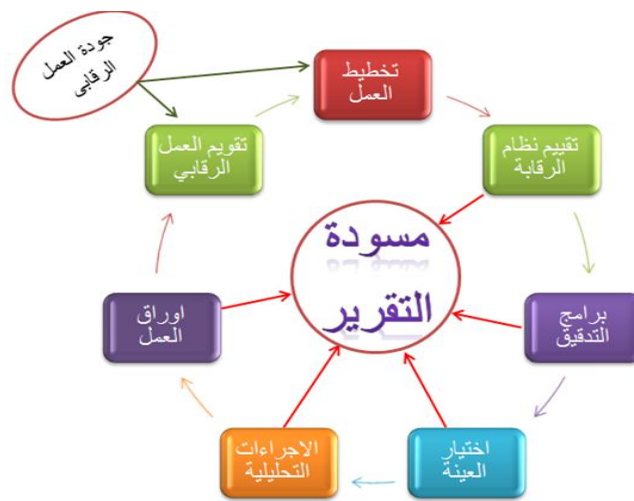 جودة العمل
الرقابى
تخطيط
العمل
تقييم نظام
الرقابة
برامج
التدقيق
اختيار
العينة
الاجراءات
التحليلية
اوراق
العمل
تقويم العمل
الرقابي
مسودة
التقرير